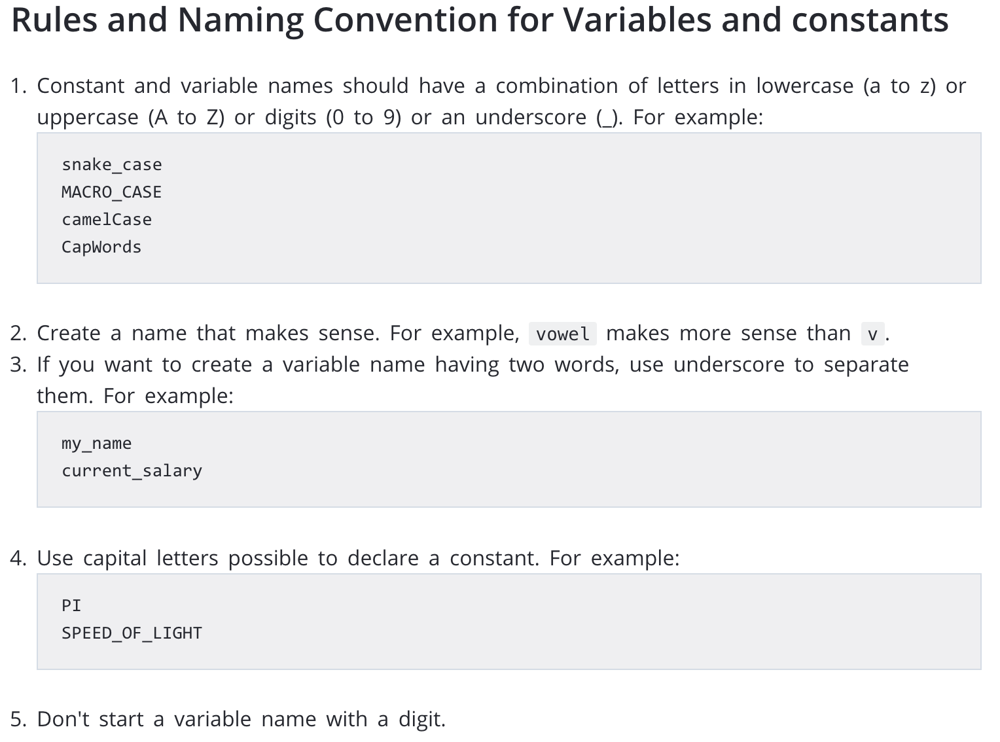 Rules and Naming Convention for Variables and constants
1. Constant and variable names should have a combination of letters in lowercase (a to z) or
uppercase (A to Z) or digits (0 to 9) or an underscore (_). For example:
snake_case
MACRO_CASE
camelCase
CapWords
2. Create a name that makes sense. For example, vowel makes more sense than v.
3. If you want to create a variable name having two words, use underscore to separate
them. For example:
my_name
current_salary
4. Use capital letters possible to declare a constant. For example:
PI
SPEED_OF_LIGHT
5. Don't start a variable name with a digit.